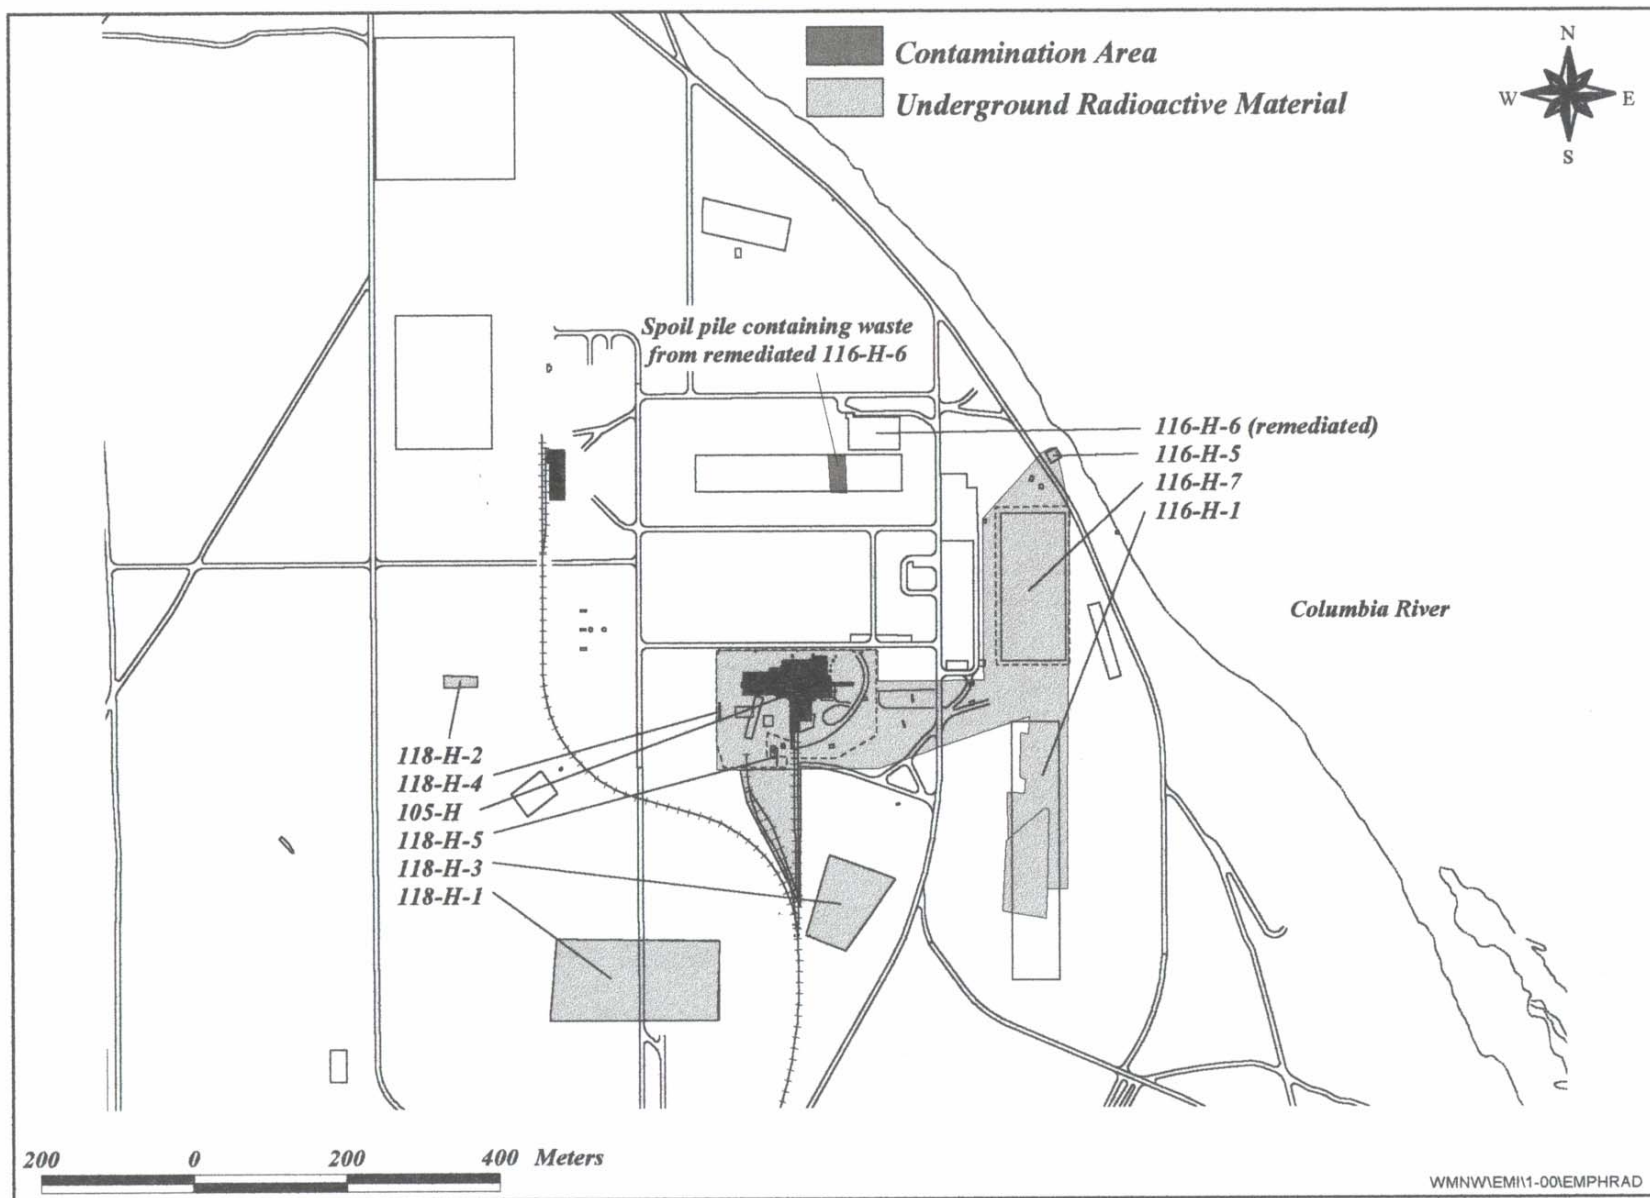 Contamination Area
Underground Radioactive Material
N
W E
S
Spoil pile containing waste
from remediated 116-H-6
116-H-6 (remediated)
116-H-5
116-H-7
116-H-1
Columbia River
118-H-2
118-H-4
105-H
118-H-5
118-H-3
118-H-1
200 0 200 400 Meters
WMNW\EMI\1-00\EMPHRAD